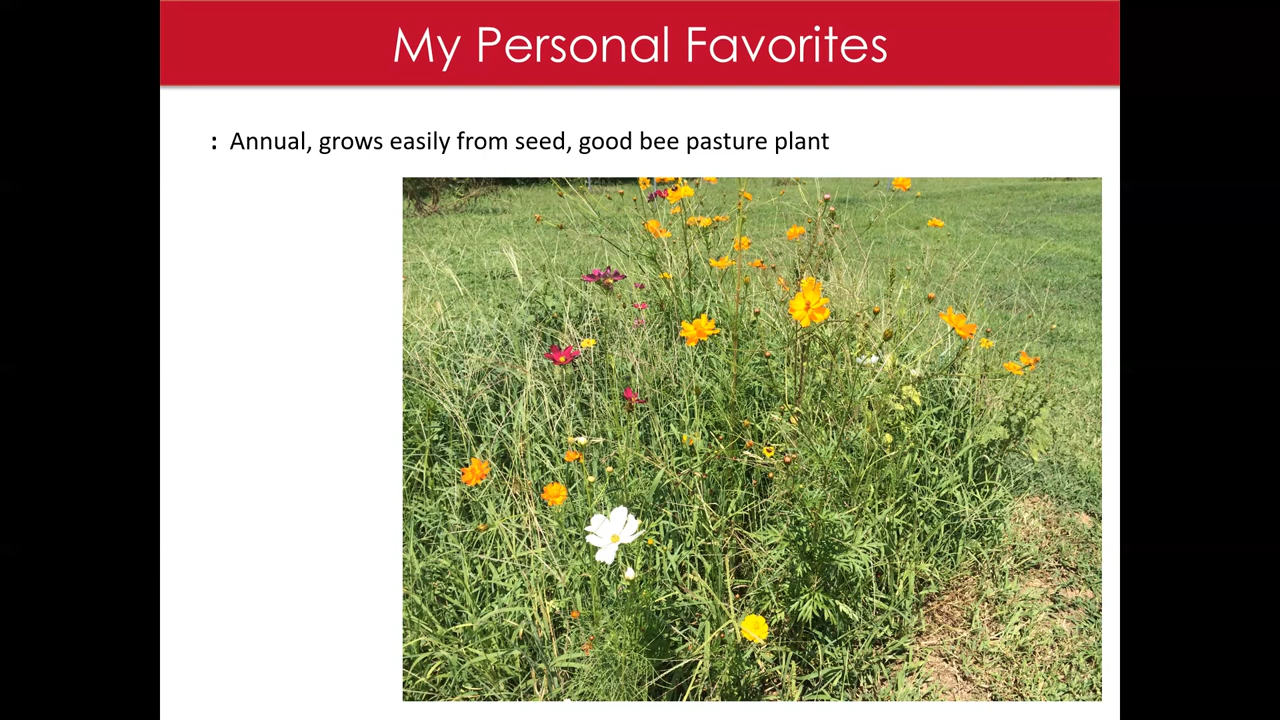 My Personal Favorites
: Annual, grows easily from seed, good bee pasture plant